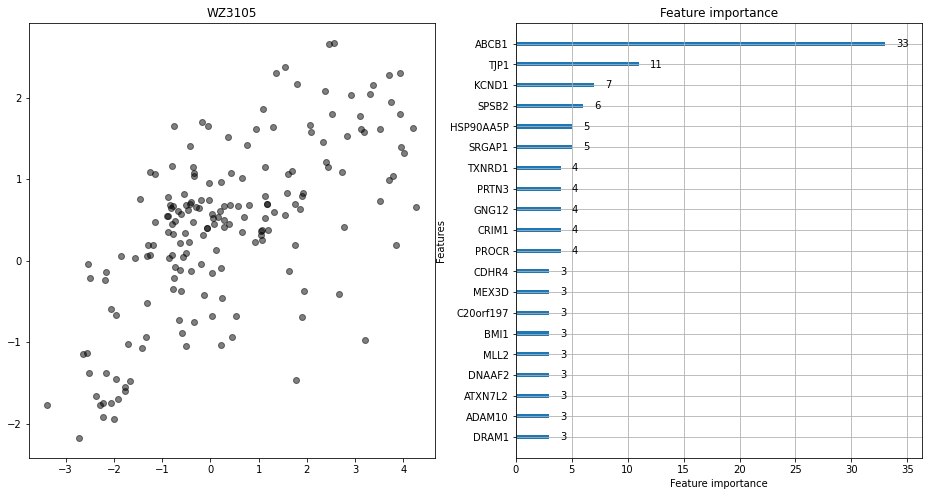 WZ3105
2
1
0
−1
−2
−3
−2
−1
0
1
2
3
4
Feature importance
Features
ABCB1
33
TJP1
11
KCND1
7
SPSB2
6
HSP90AA5P
5
SRGAP1
5
TXNRD1
4
PRTN3
4
GNG12
4
CRIM1
4
PROCR
4
CDHR4
3
MEX3D
3
C20orf197
3
BMI1
3
MLL2
3
DNAAF2
3
ATXN7L2
3
ADAM10
3
DRAM1
3
0
5
10
15
20
25
30
35
Feature importance